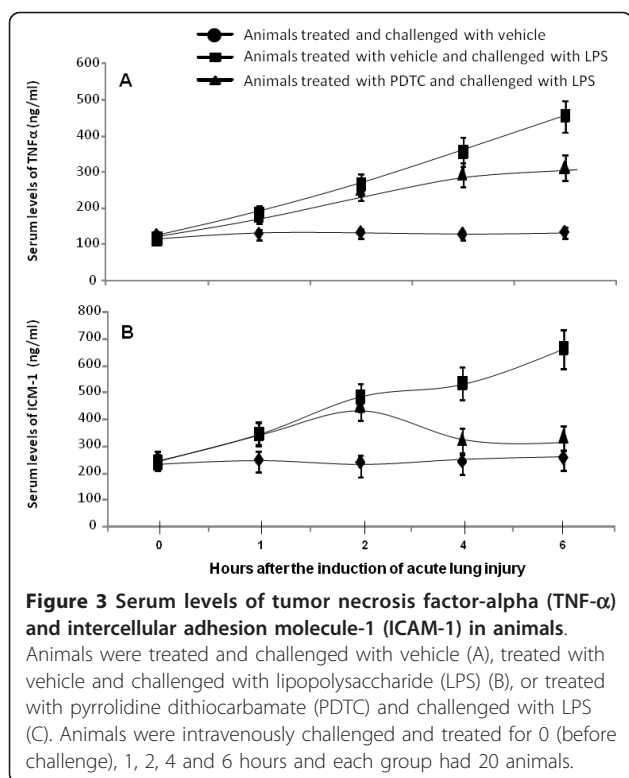 Animals treated and challenged with vehicle
Animals treated with vehicle and challenged with LPS
Animals treated with PDTC and challenged with LPS
A
Serum levels of TNFα (ng/ml)
600
500
400
300
200
100
0
B
Serum levels of ICM-1 (ng/ml)
800
700
600
500
400
300
200
100
0
0 1 2 4 6
Hours after the induction of acute lung injury
Figure 3 Serum levels of tumor necrosis factor-alpha (TNF-α)
and intercellular adhesion molecule-1 (ICAM-1) in animals.
Animals were treated and challenged with vehicle (A), treated with
vehicle and challenged with lipopolysaccharide (LPS) (B), or treated
with pyrrolidine dithiocarbamate (PDTC) and challenged with LPS
(C). Animals were intravenously challenged and treated for 0 (before
challenge), 1, 2, 4 and 6 hours and each group had 20 animals.